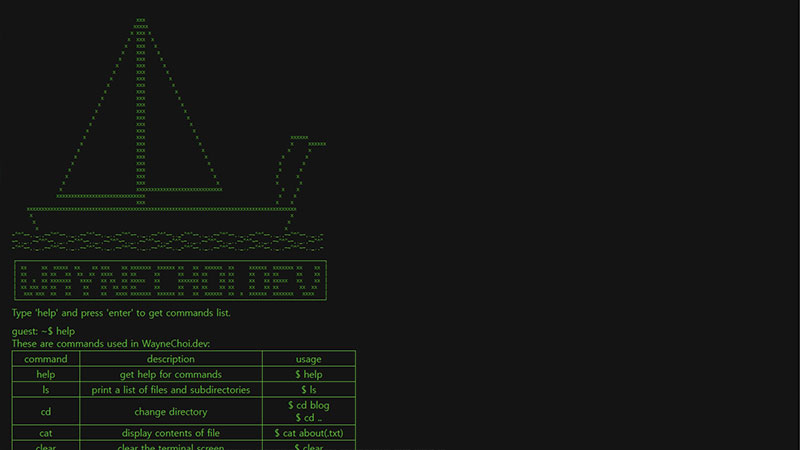 WAYNECHOI.DEV
Type 'help' and press 'enter' to get commands list.
guest: ~$ help
These are commands used in WayneChoi.dev:
command description usage
help get help for commands $ help
ls print a list of files and subdirectories $ ls
cd change directory $ cd blog
$ cd ..
cat display contents of file $ cat about(.txt)
clear clear the terminal screen $ clear